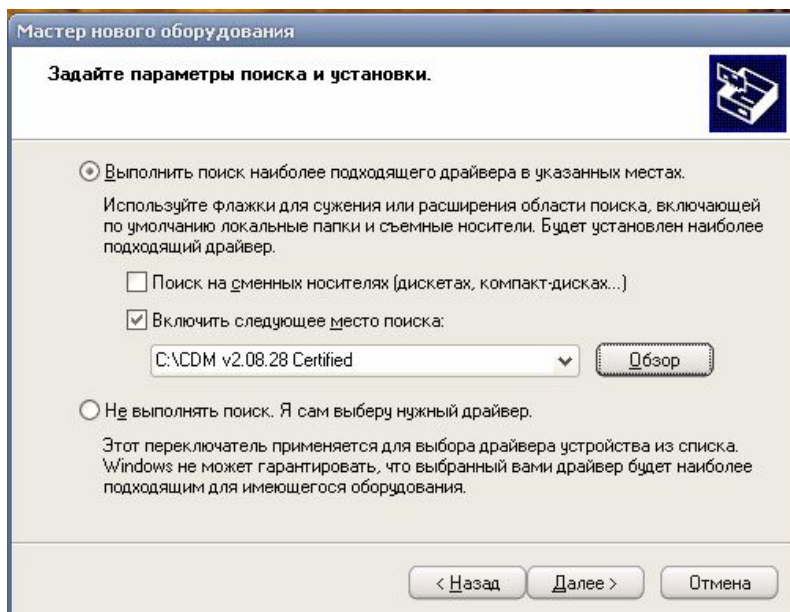 Мастер нового оборудования
Задайте параметры поиска и установки.
Выполнить поиск наиболее подходящего драйвера в указанных местах.
Используйте флажки для сужения или расширения области поиска, включающей
по умолчанию локальные папки и съемные носители. Будет установлен наиболее
подходящий драйвер.
Поиск на сменных носителях (дискетах, компакт-дисках...)
Включить следующее место поиска:
C:\CDM v2.08.28 Certified
Обзор
Не выполнять поиск. Я сам выберу нужный драйвер.
Этот переключатель применяется для выбора драйвера устройства из списка.
Windows не может гарантировать, что выбранный вами драйвер будет наиболее
подходящим для имеющегося оборудования.
< Назад Далее > Отмена